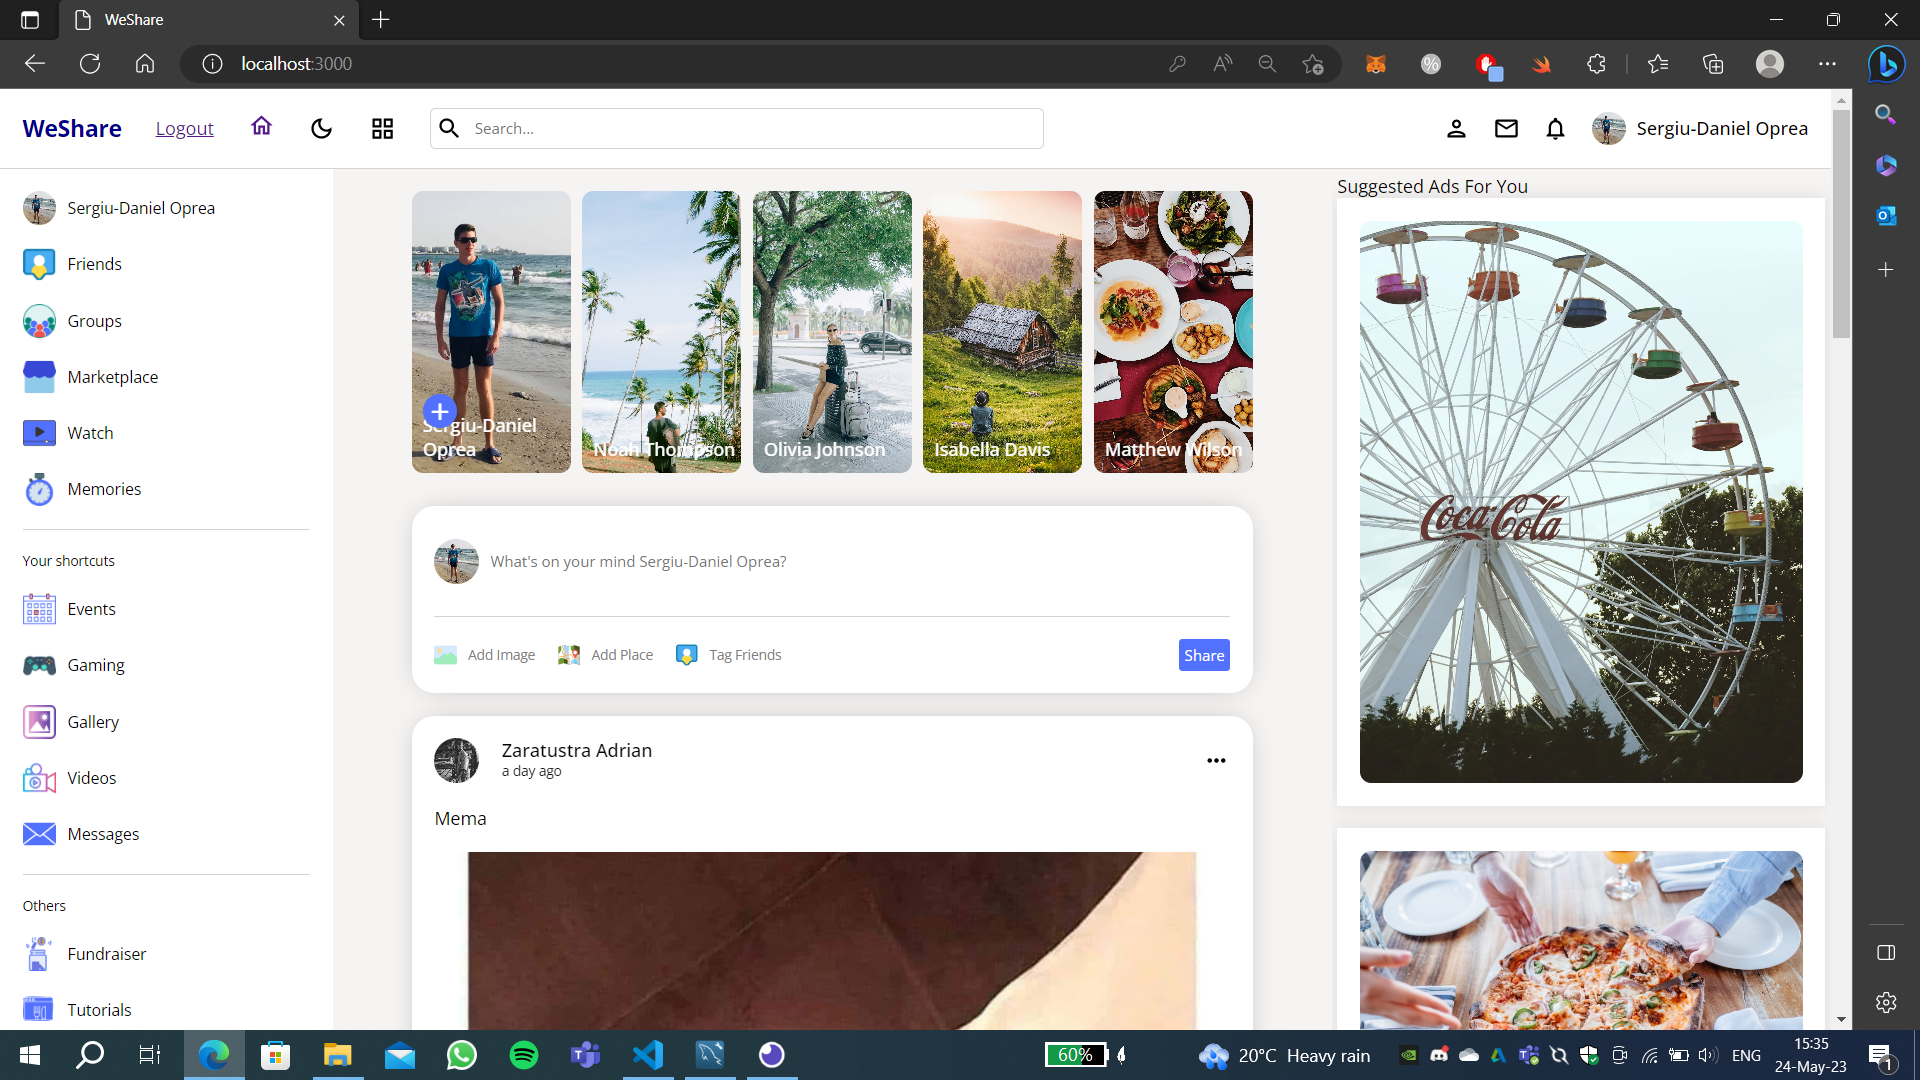 WeShare
localhost:3000
WeShare
Logout
Search...
Sergiu-Daniel Oprea
Sergiu-Daniel Oprea
Friends
Groups
Marketplace
Watch
Memories
Your shortcuts
Events
Gaming
Gallery
Videos
Messages
Others
Fundraiser
Tutorials
Sergiu-Daniel
Oprea
Noah Thompson
Olivia Johnson
Isabella Davis
Matthew Wilson
What's on your mind Sergiu-Daniel Oprea?
Add Image
Add Place
Tag Friends
Share
Zaratustra Adrian
a day ago
Mema
Suggested Ads For You
Coca-Cola
60%
20°C Heavy rain
ENG
15:35
24-May-23
1